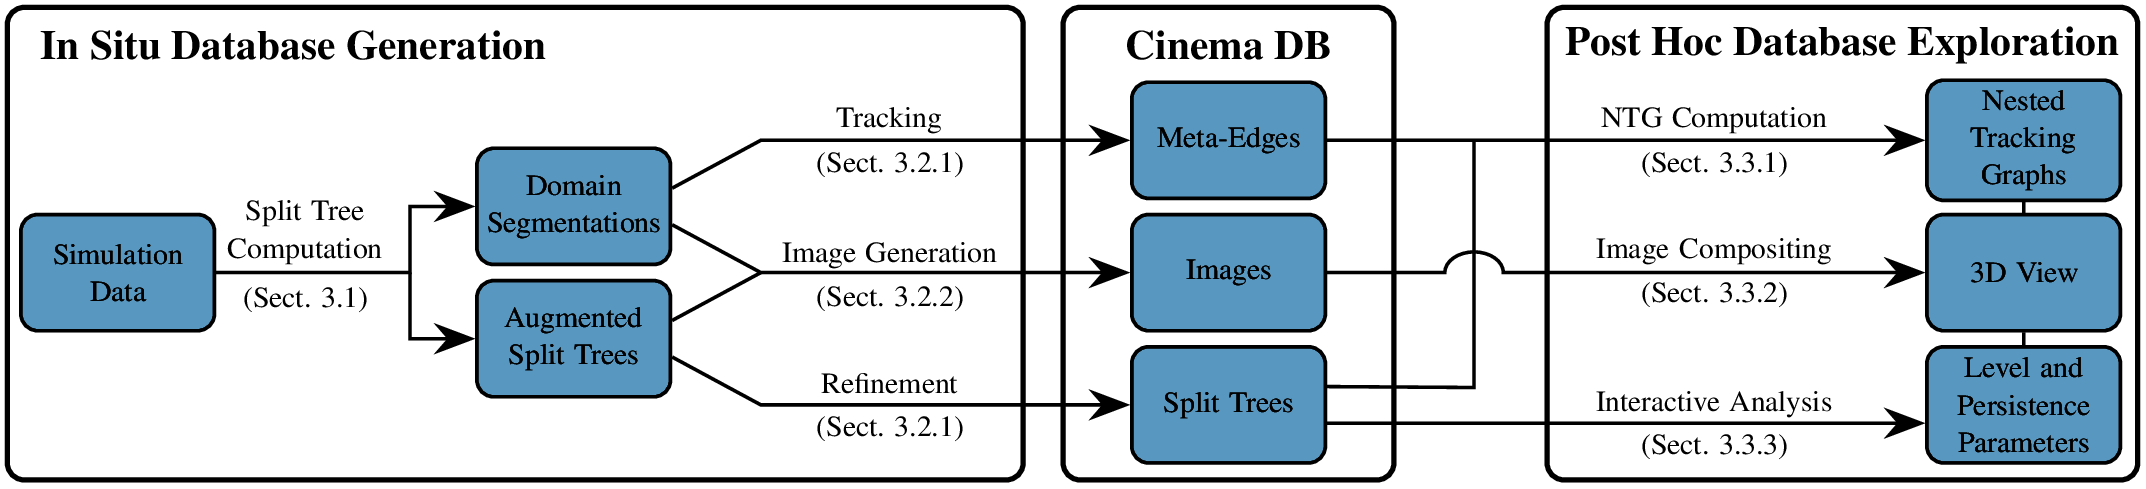 In Situ Database Generation
Simulation
Data
Split Tree
Computation
(Sect. 3.1)
Domain
Segmentations
Augmented
Split Trees
Tracking
(Sect. 3.2.1)
Image Generation
(Sect. 3.2.2)
Refinement
(Sect. 3.2.1)
Cinema DB
Meta-Edges
Images
Split Trees
Post Hoc Database Exploration
NTG Computation
(Sect. 3.3.1)
Image Compositing
(Sect. 3.3.2)
Interactive Analysis
(Sect. 3.3.3)
Nested
Tracking
Graphs
3D View
Level and
Persistence
Parameters